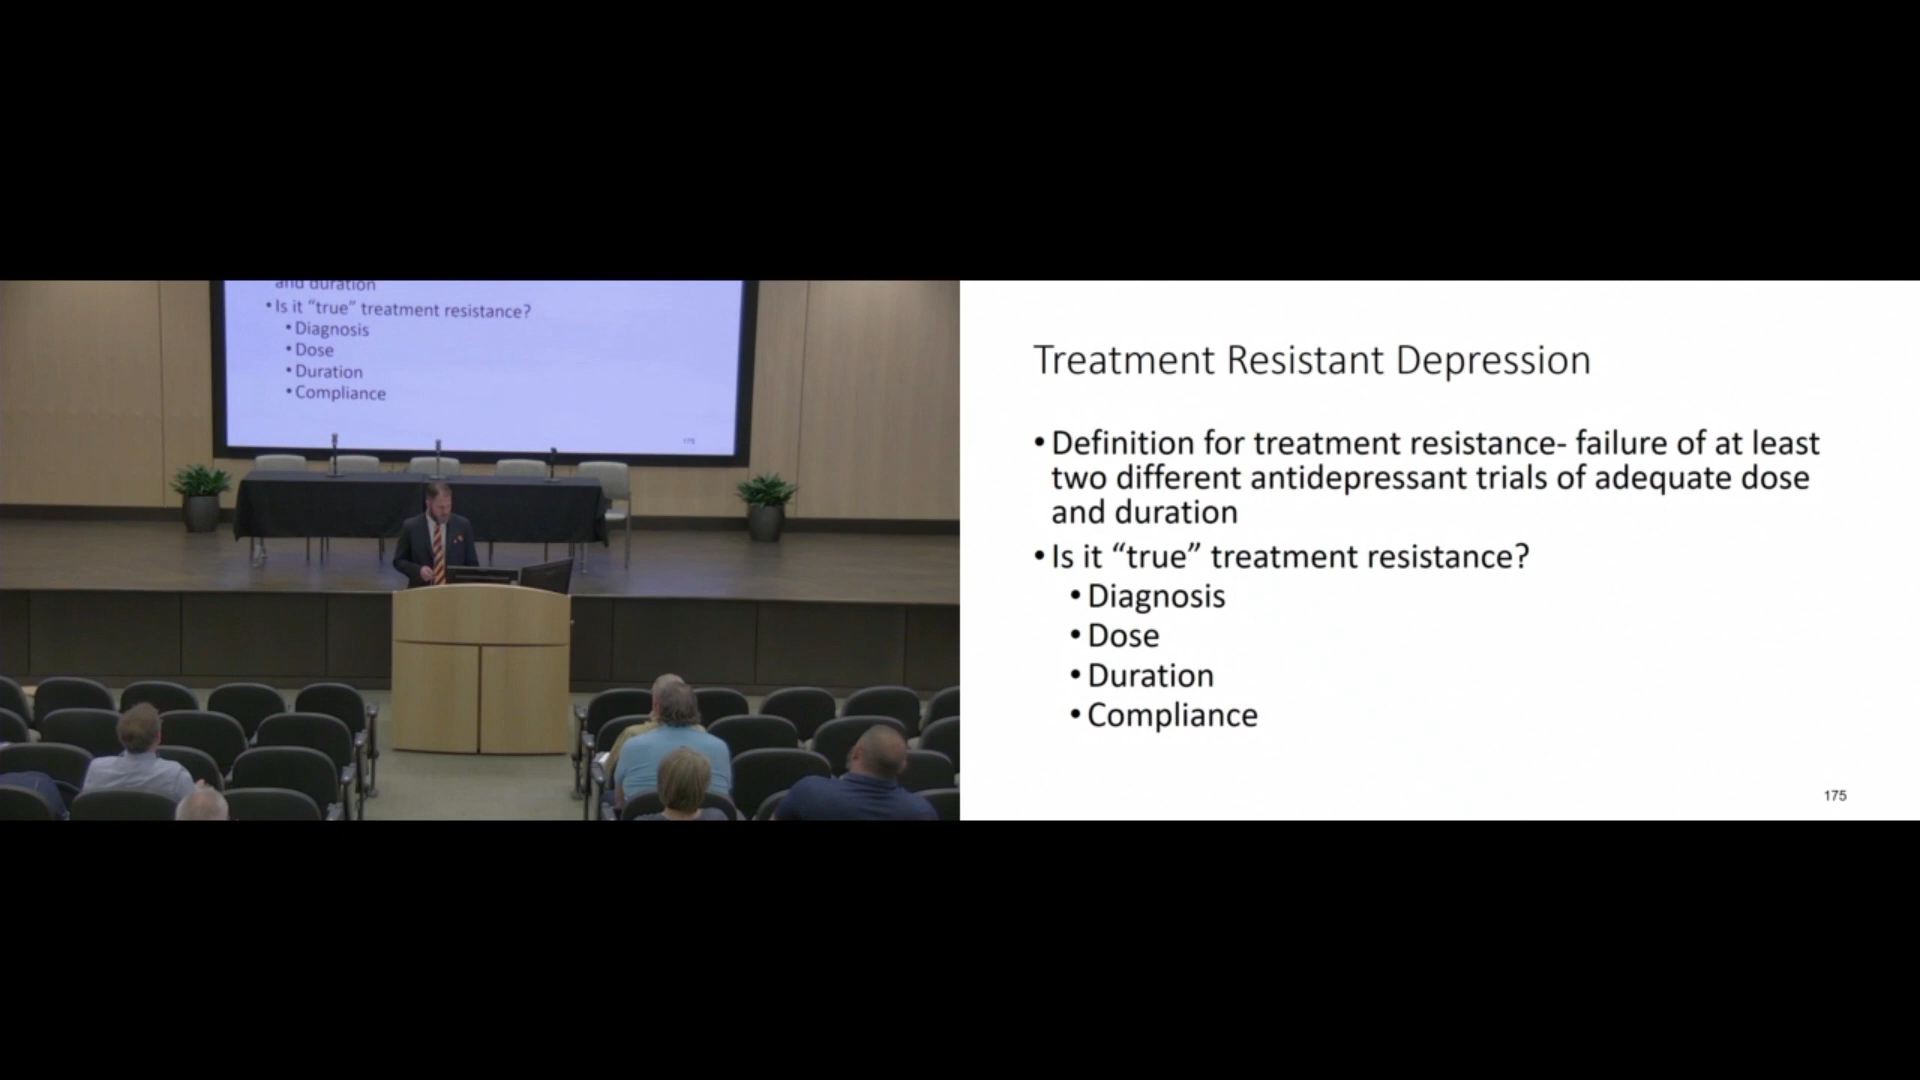 and duration
• Is it “true” treatment resistance?
• Diagnosis
• Dose
• Duration
• Compliance
175
Treatment Resistant Depression
• Definition for treatment resistance- failure of at least
two different antidepressant trials of adequate dose
and duration
• Is it “true” treatment resistance?
• Diagnosis
• Dose
• Duration
• Compliance
175